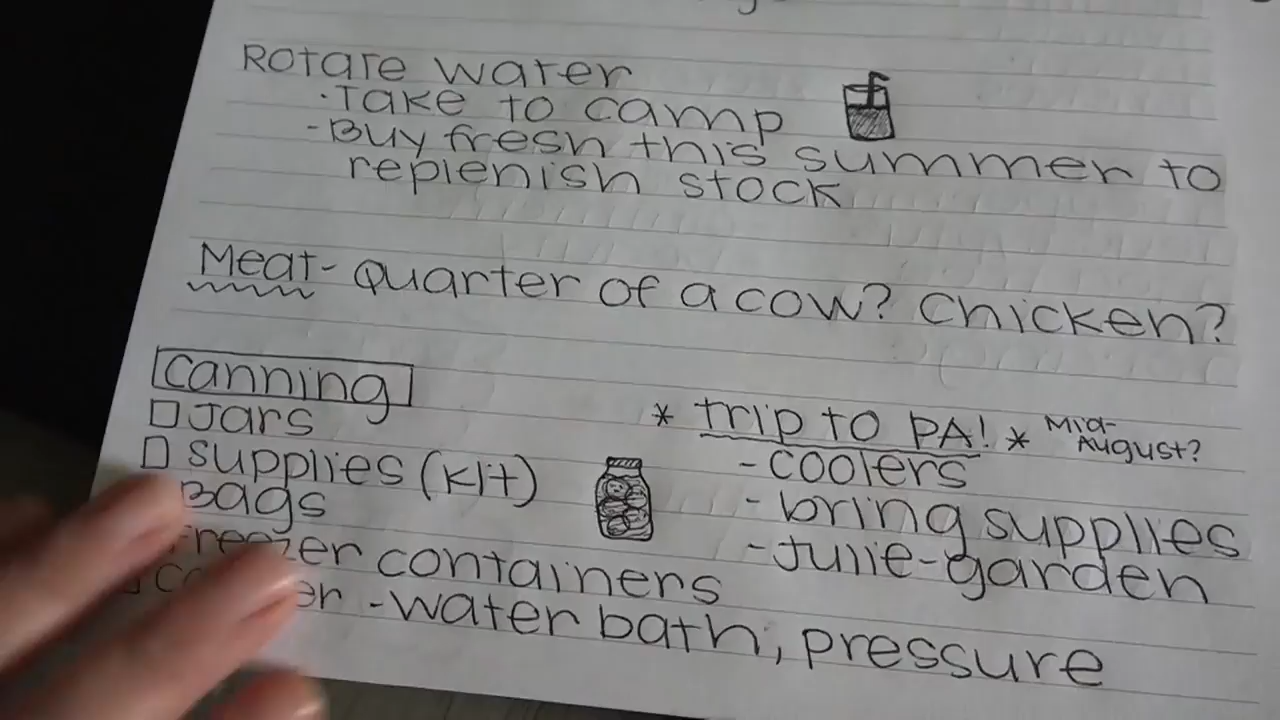 Rotate water
·Take to camp
-Buy fresh this summer to
replenish stock
Meat- quarter of a cow? Chicken?
canning
Jars
supplies (kit)
Bags
Freezer containers
-water bath, pressure
* trip to PA! * Mid-
August?
-coolers
-bring supplies
-Julie-garden